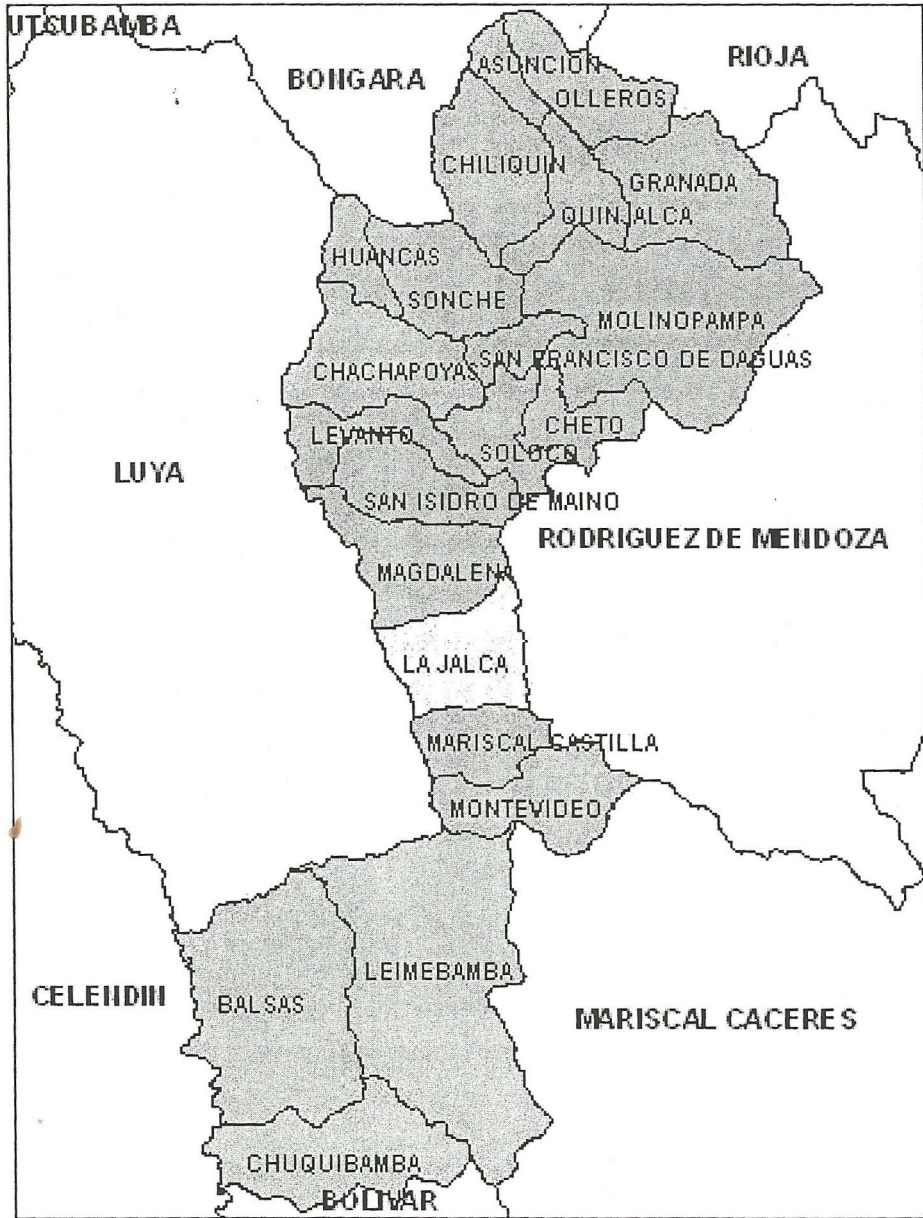 UTCUBAMBA
BONGARA
RIOJA
ASUNCION
OLLEROS
CHILIQUIN
GRANADA
QUINJALCA
HUANCAS
SONCHE
MOLINOPAMPA
SAN FRANCISCO DE DAGUAS
CHACHAPOYAS
CHETO
LEVANTO
SOLOCO
LUYA
SAN ISIDRO DE MAINO
RODRIGUEZ DE MENDOZA
MAGDALENA
LA JALCA
MARISCAL CASTILLA
MONTEVIDEO
LEIMEBAMBA
CELENDIN
BALSAS
MARISCAL CACERES
CHUQUIBAMBA
BOLIVAR